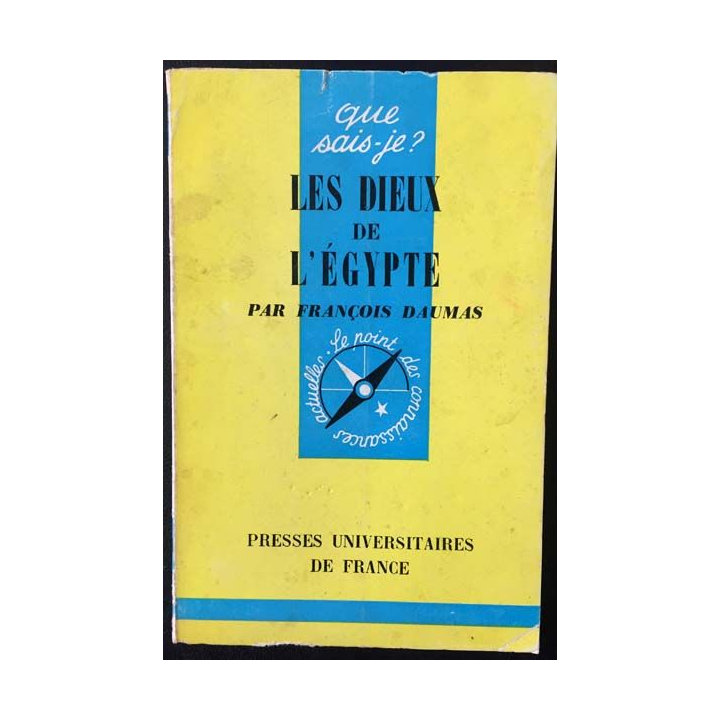 que
sais-je?
LES DIEUX
DE
L'ÉGYPTE
PAR FRANÇOIS DAUMAS
Le point des connaissances actuelles.
PRESSES UNIVERSITAIRES
DE FRANCE